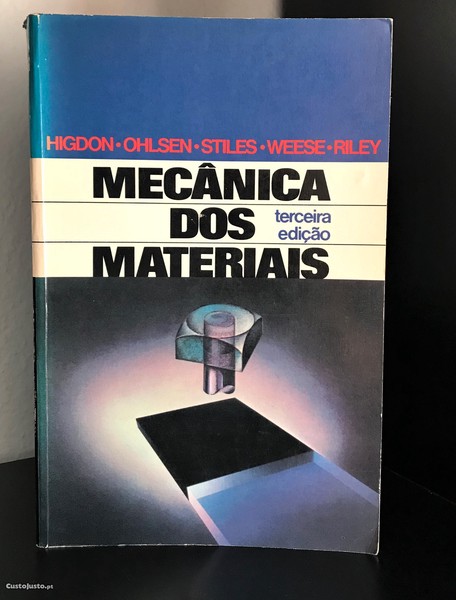 HIGDON • OHLSEN • STILES • WEESE • RILEY
MECÂNICA
DOS
terceira
edição
MATERIAIS
CustoJusto.pt